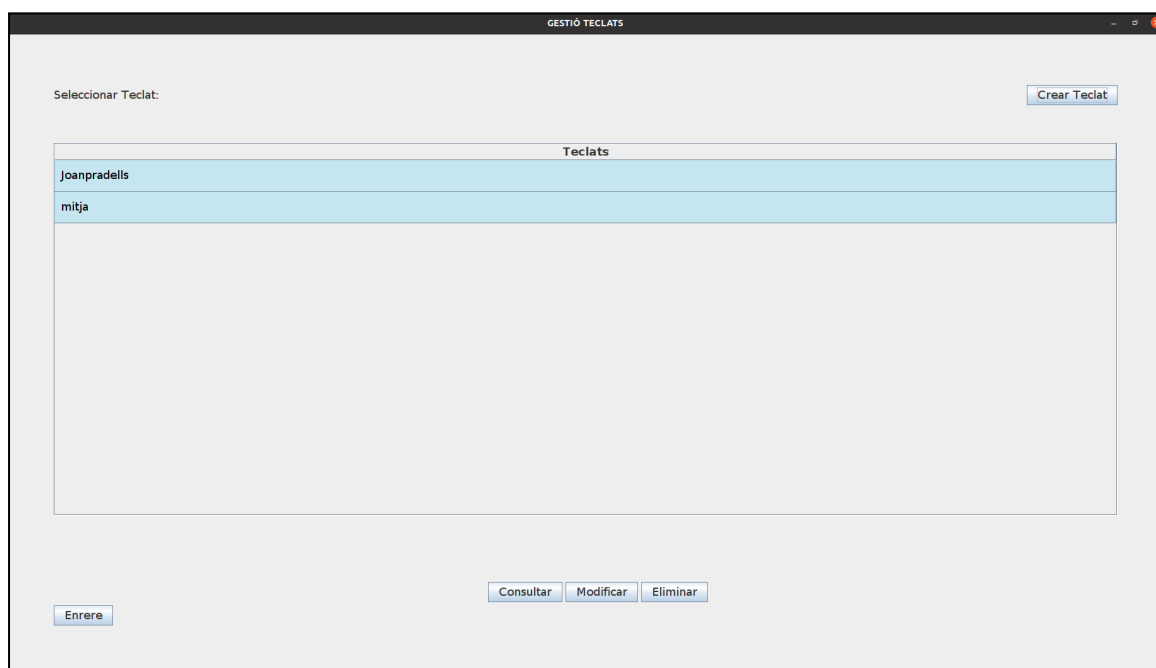 GESTIÓ TECLATS
Seleccionar Teclat:
Crear Teclat
Teclats
Joanpradells
mitja
Consultar Modificar Eliminar
Enrere